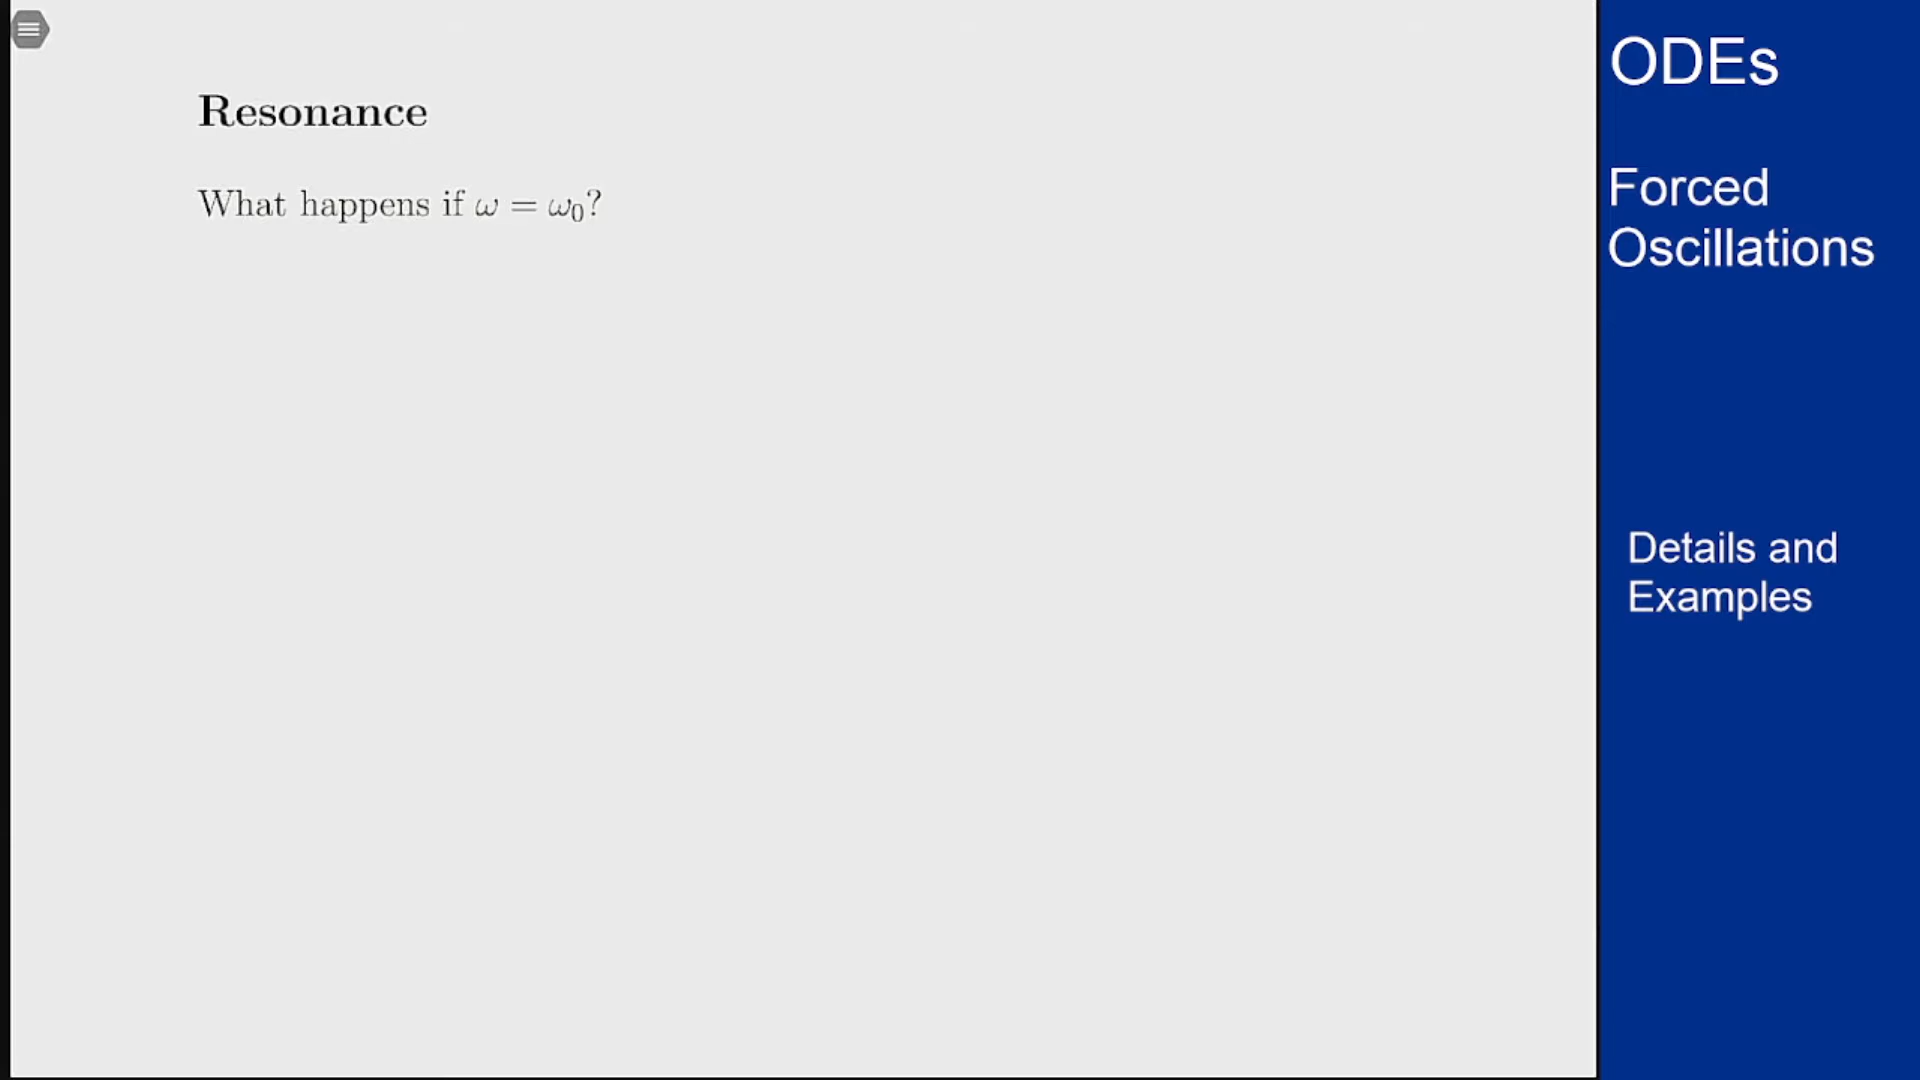 Resonance
What happens if ω = ω₀?
ODEs
Forced
Oscillations
Details and
Examples